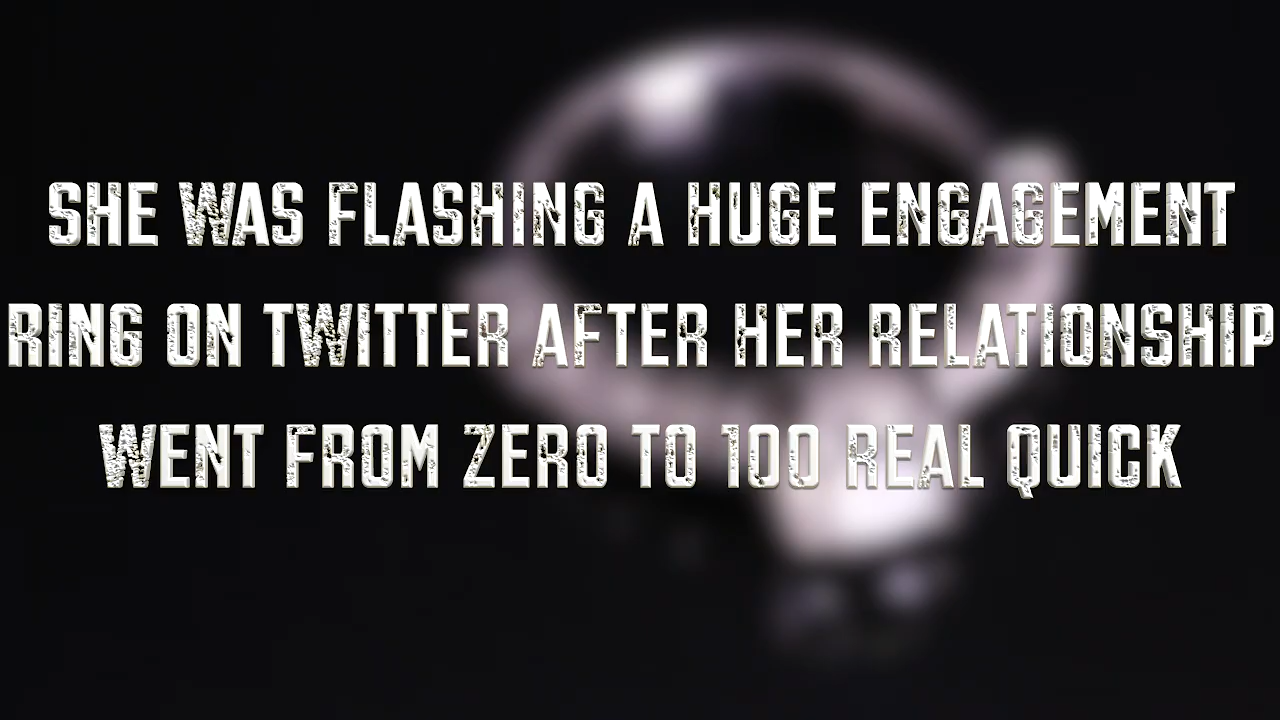 SHE WAS FLASHING A HUGE ENGAGEMENT
RING ON TWITTER AFTER HER RELATIONSHIP
WENT FROM ZERO TO 100 REAL QUICK